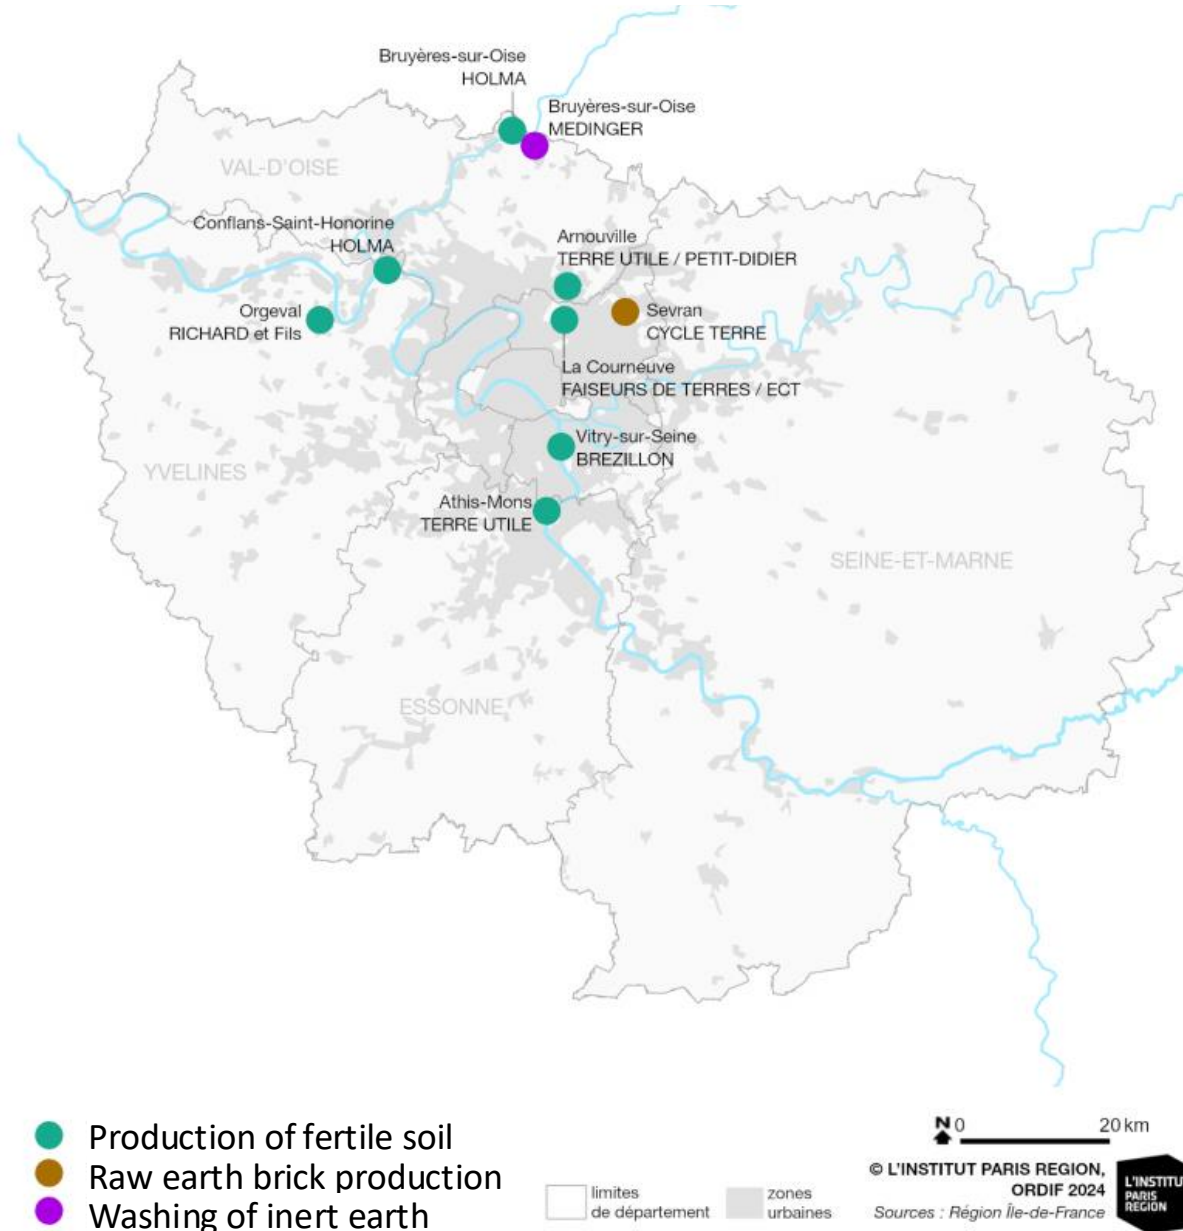 Bruyères-sur-Oise
HOLMA
Bruyères-sur-Oise
MEDINGER
VAL-D'OISE
Conflans-Saint-Honorine
HOLMA
Arnouville
TERRE UTILE / PETIT-DIDIER
Orgeval
RICHARD et Fils
Sevran
CYCLE TERRE
La Courneuve
FAISEURS DE TERRES / ECT
Vitry-sur-Seine
BREZILLON
YVELINES
Athis-Mons
TERRE UTILE
SEINE-ET-MARNE
ESSONNE
Production of fertile soil
Raw earth brick production
Washing of inert earth
limites
de département
zones
urbaines
N 0 20 km
© L'INSTITUT PARIS REGION,
ORDIF 2024
Sources : Région Île-de-France
L'INSTITU
PARIS
REGION